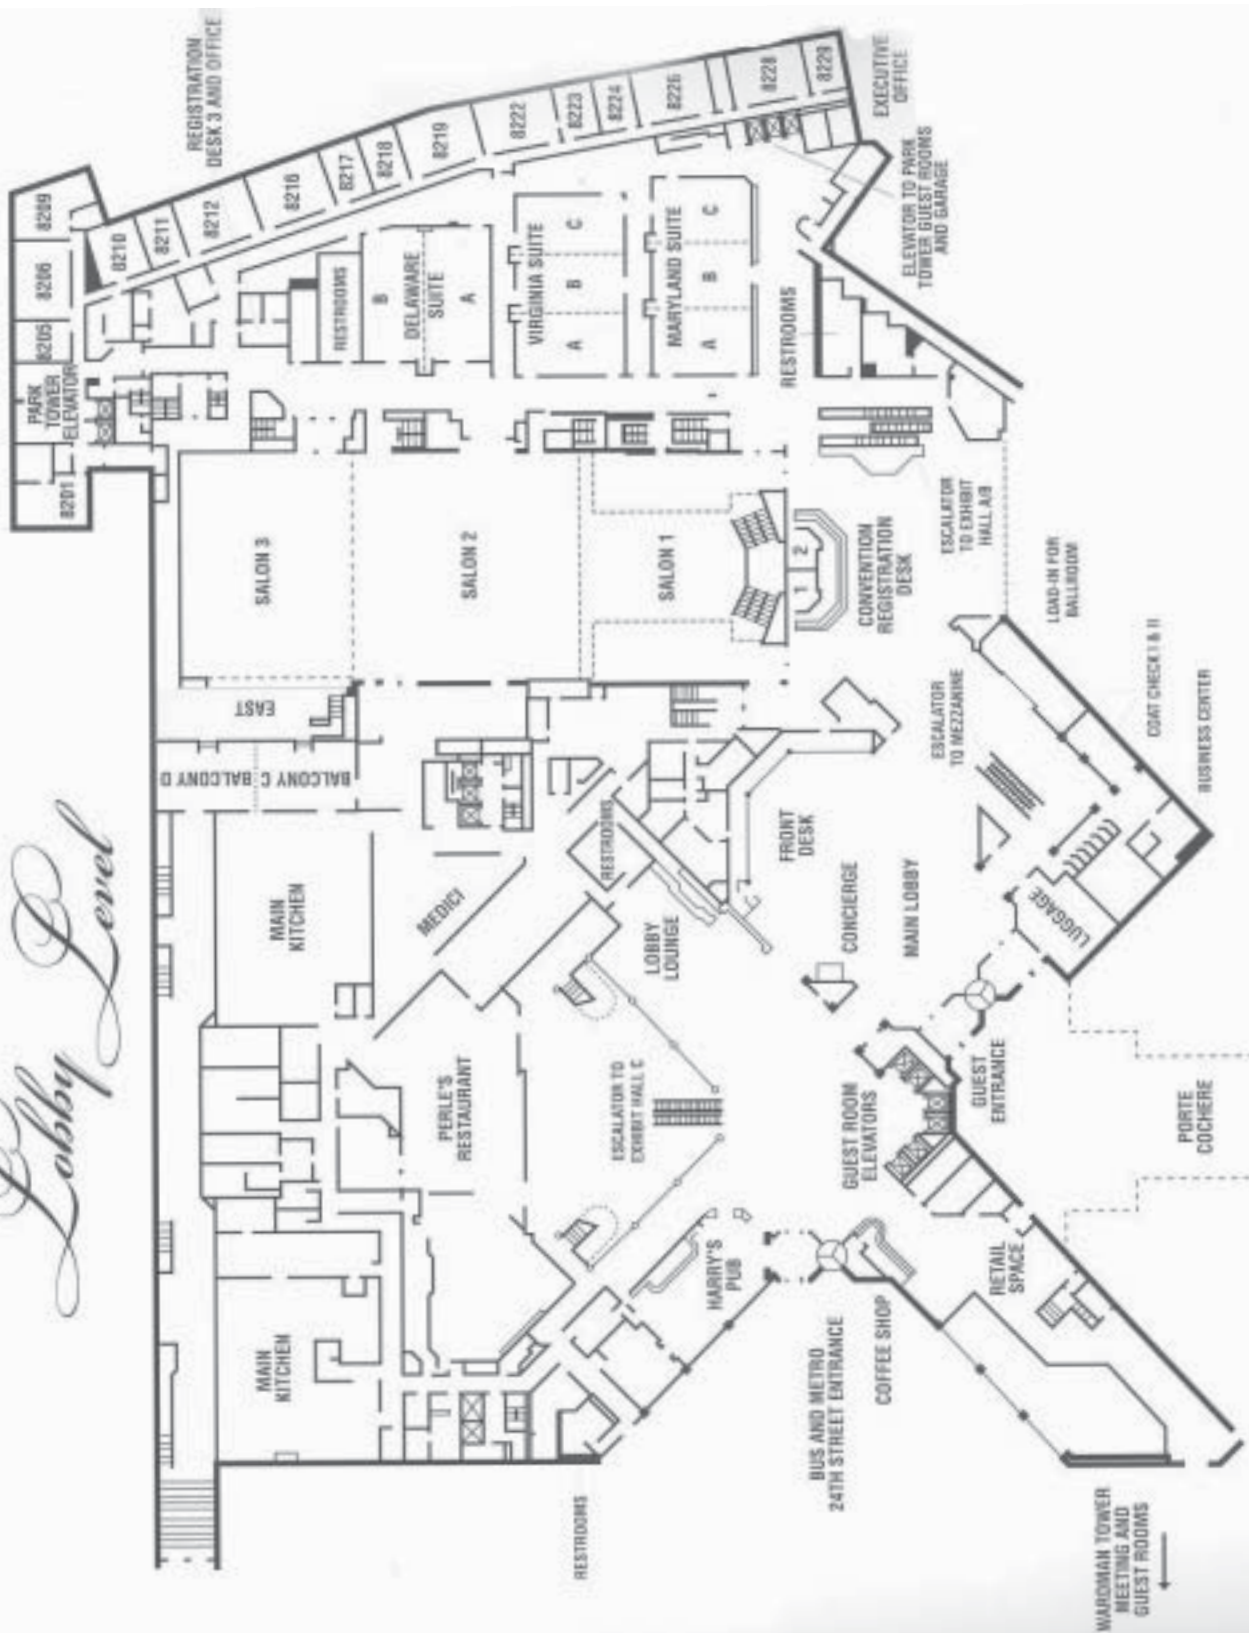 Lobby Level
REGISTRATION
DESK 3 AND OFFICE
8209
8206
8205
PARK
TOWER
ELEVATOR
8201
8210
8211
8212
8216
8217
8218
8219
8222
8223
8224
8226
8228
8229
EXECUTIVE
OFFICE
ELEVATOR TO PARK
TOWER GUEST ROOMS
AND GARAGE
RESTROOMS
B
DELAWARE
SUITE
A
VIRGINIA SUITE
A
B
C
MARYLAND SUITE
A
B
C
RESTROOMS
SALON 3
SALON 2
SALON 1
1
2
CONVENTION
REGISTRATION
DESK
ESCALATOR
TO EXHIBIT
HALL A/B
LOAD-IN FOR
BALLROOM
COAT CHECK I & II
BUSINESS CENTER
EAST
BALCONY D
BALCONY C
ESCALATOR
TO MEZZANINE
MAIN
KITCHEN
MEDICI
RESTROOMS
FRONT
DESK
LOBBY
LOUNGE
CONCIERGE
MAIN LOBBY
LUGGAGE
PERLE'S
RESTAURANT
ESCALATOR TO
EXHIBIT HALL C
GUEST ROOM
ELEVATORS
GUEST
ENTRANCE
PORTE
COCHERE
MAIN
KITCHEN
HARRY'S
PUB
RETAIL
SPACE
BUS AND METRO
24TH STREET ENTRANCE
COFFEE SHOP
RESTROOMS
WARDMAN TOWER
MEETING AND
GUEST ROOMS